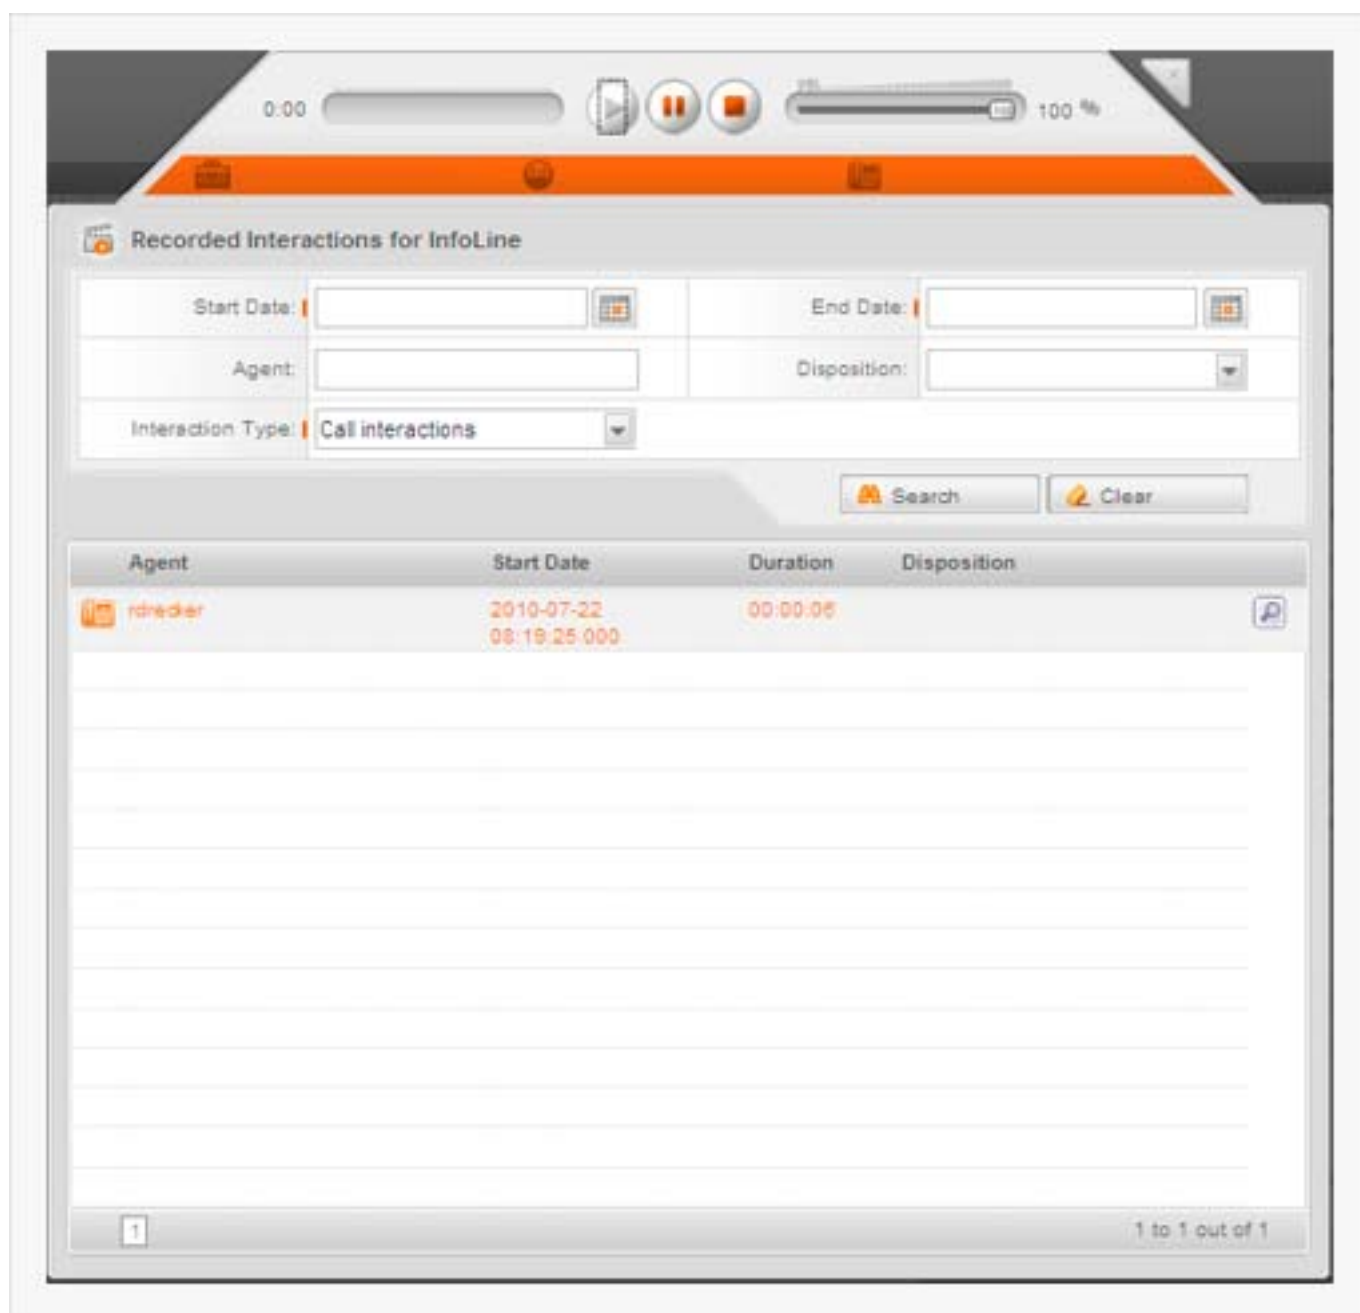 0:00
100 %
Recorded Interactions for InfoLine
Start Date:
End Date:
Agent:
Disposition:
Interaction Type: Call interactions
Search
Clear
Agent Start Date Duration Disposition
rdrecker 2010-07-22 00:00:06
08:19:25.000
1
1 to 1 out of 1